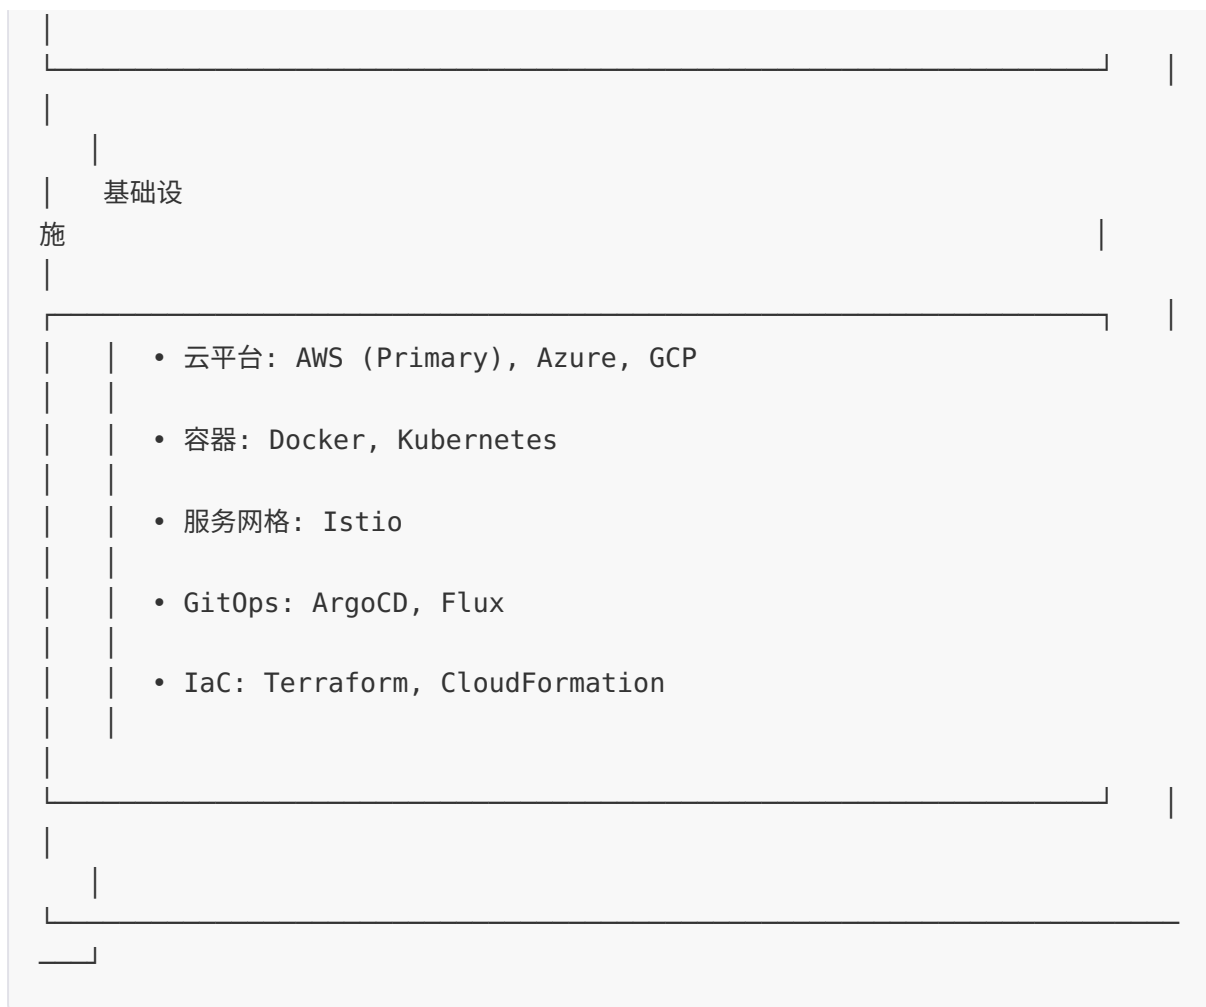 基础设
施
• 云平台: AWS (Primary), Azure, GCP
• 容器: Docker, Kubernetes
• 服务网格: Istio
• GitOps: ArgoCD, Flux
• IaC: Terraform, CloudFormation